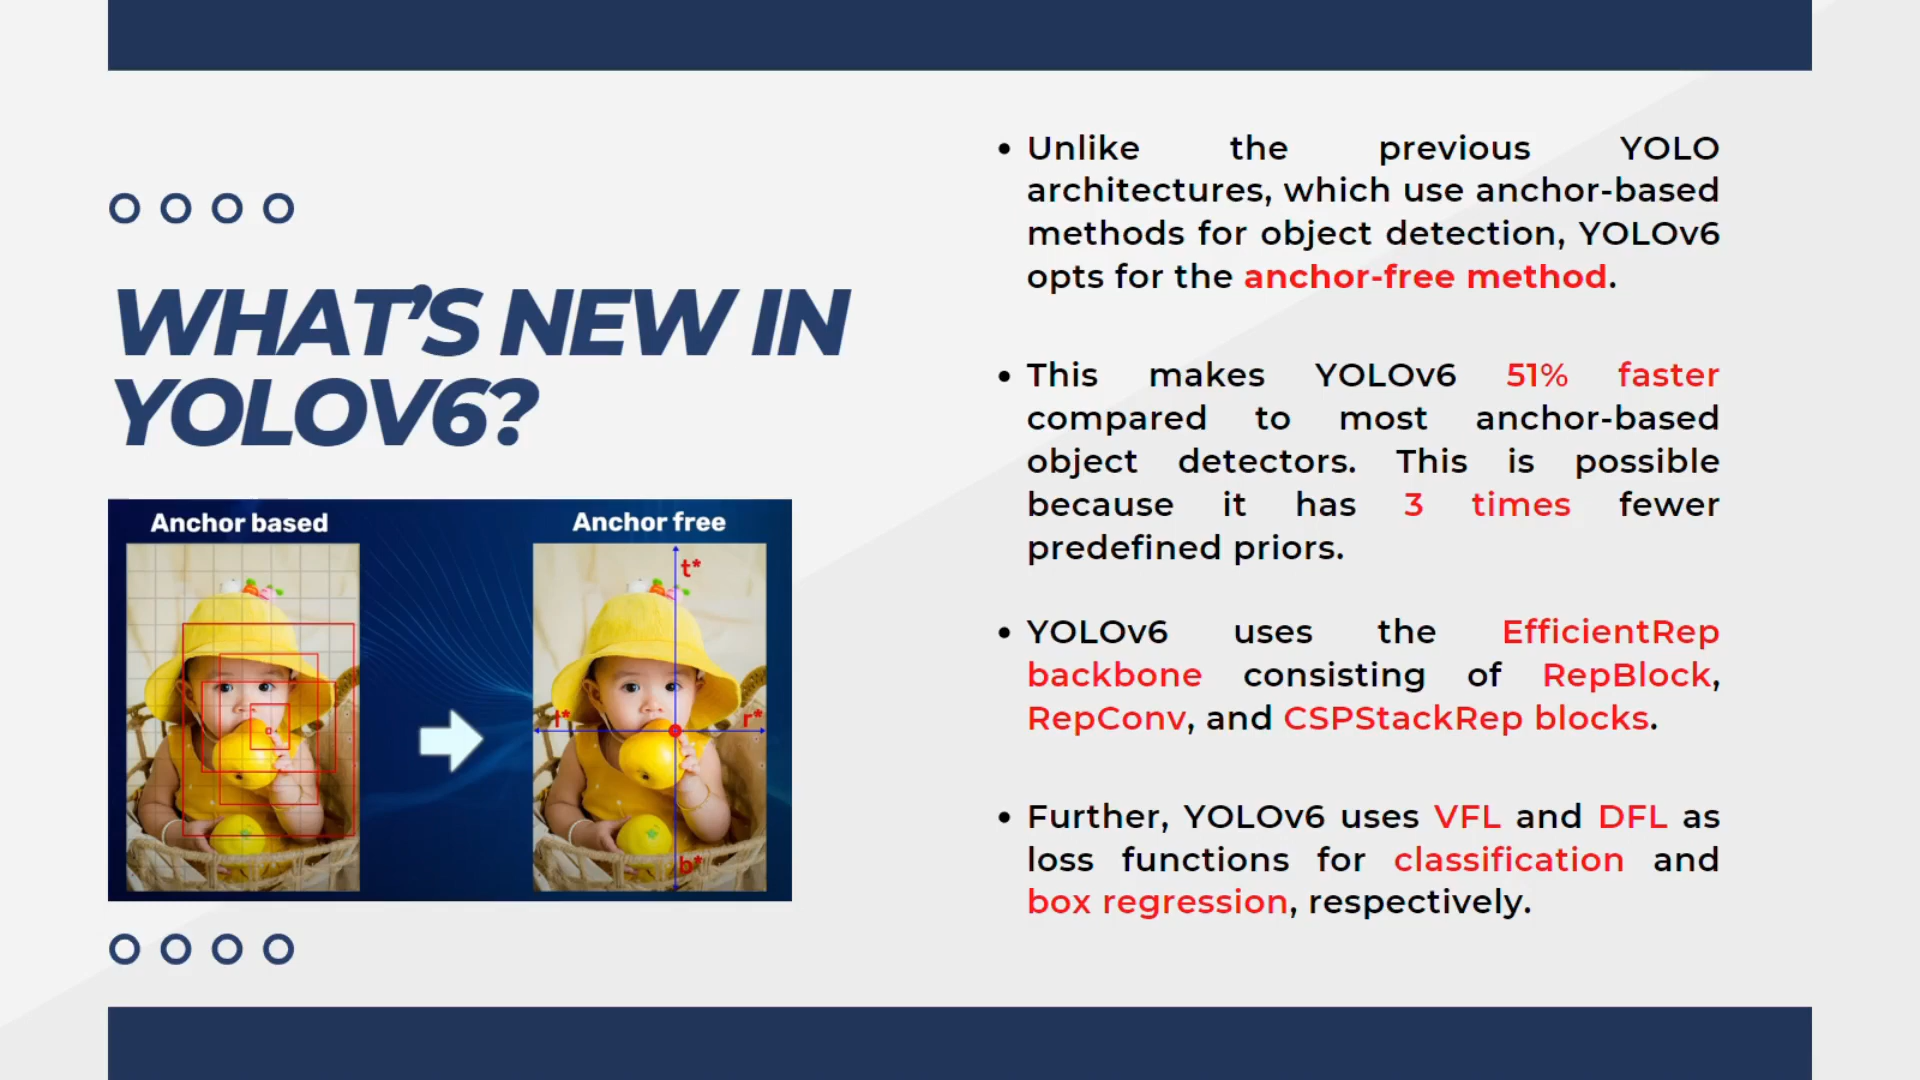 WHAT'S NEW IN
YOLOV6?
Anchor based
Anchor free
t*
l*
r*
b*
• Unlike the previous YOLO
architectures, which use anchor-based
methods for object detection, YOLOv6
opts for the anchor-free method.
• This makes YOLOv6 51% faster
compared to most anchor-based
object detectors. This is possible
because it has 3 times fewer
predefined priors.
• YOLOv6 uses the EfficientRep
backbone consisting of RepBlock,
RepConv, and CSPStackRep blocks.
• Further, YOLOv6 uses VFL and DFL as
loss functions for classification and
box regression, respectively.